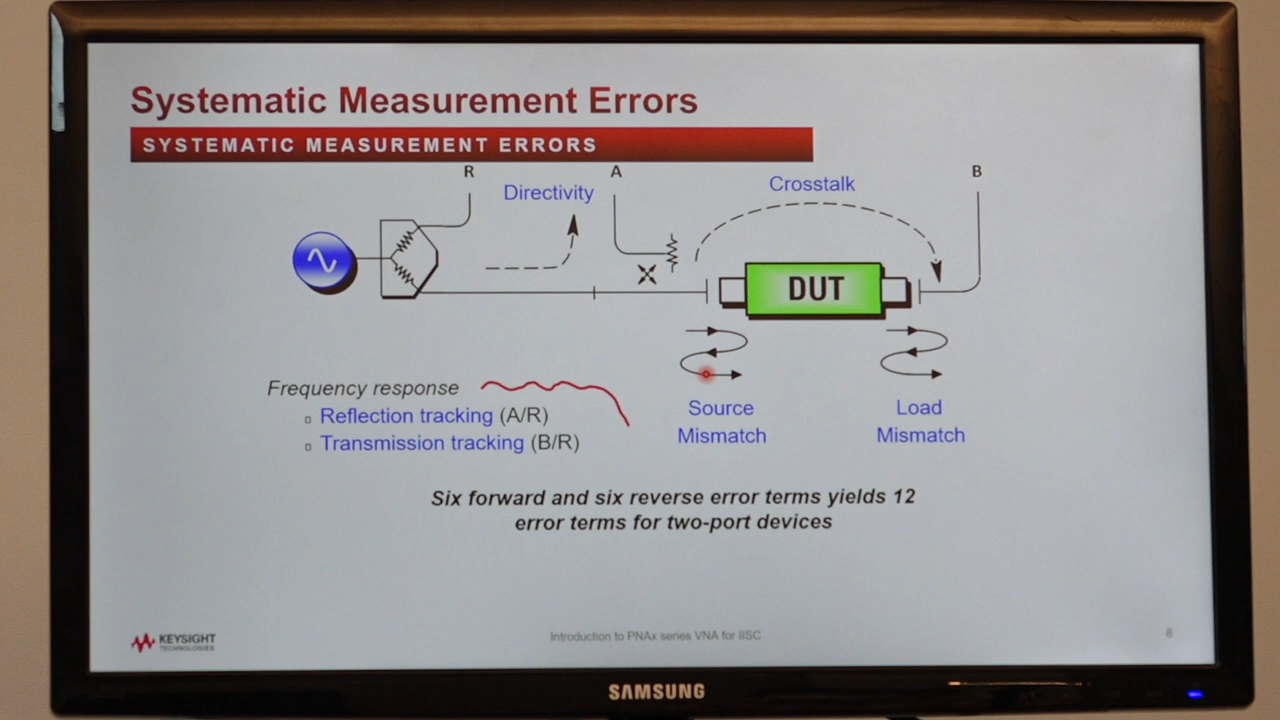 Systematic Measurement Errors
SYSTEMATIC MEASUREMENT ERRORS
R
A
B
Directivity
Crosstalk
DUT
Frequency response
Reflection tracking (A/R)
Transmission tracking (B/R)
Source
Mismatch
Load
Mismatch
Six forward and six reverse error terms yields 12
error terms for two-port devices
KEYSIGHT
TECHNOLOGIES
Introduction to PNAx series VNA for IISC
8
SAMSUNG